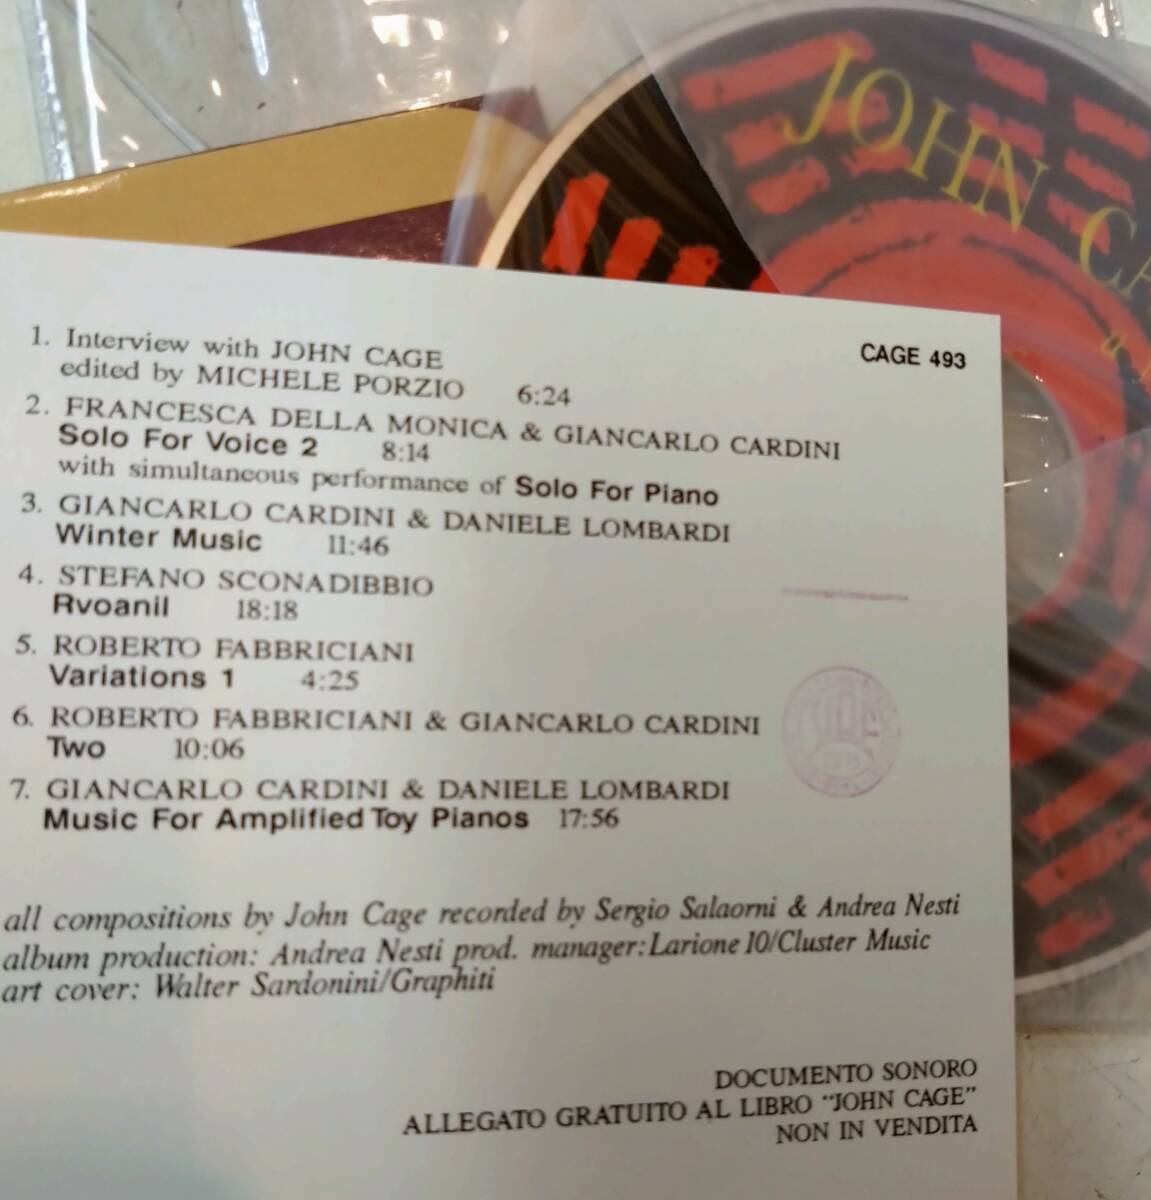 JOHN CA
a
1. Interview with JOHN CAGE
edited by MICHELE PORZIO 6:24
CAGE 493
2. FRANCESCA DELLA MONICA & GIANCARLO CARDINI
Solo For Voice 2 8:14
with simultaneous performance of Solo For Piano
3. GIANCARLO CARDINI & DANIELE LOMBARDI
Winter Music 11:46
4. STEFANO SCONADIBBIO
Rvoanil 18:18
5. ROBERTO FABBRICIANI
Variations 1 4:25
6. ROBERTO FABBRICIANI & GIANCARLO CARDINI
Two 10:06
7. GIANCARLO CARDINI & DANIELE LOMBARDI
Music For Amplified Toy Pianos 17:56
all compositions by John Cage recorded by Sergio Salaorni & Andrea Nesti
album production: Andrea Nesti prod. manager:Larione 10/Cluster Music
art cover: Walter Sardonini/Graphiti
DOCUMENTO SONORO
ALLEGATO GRATUITO AL LIBRO "JOHN CAGE"
NON IN VENDITA